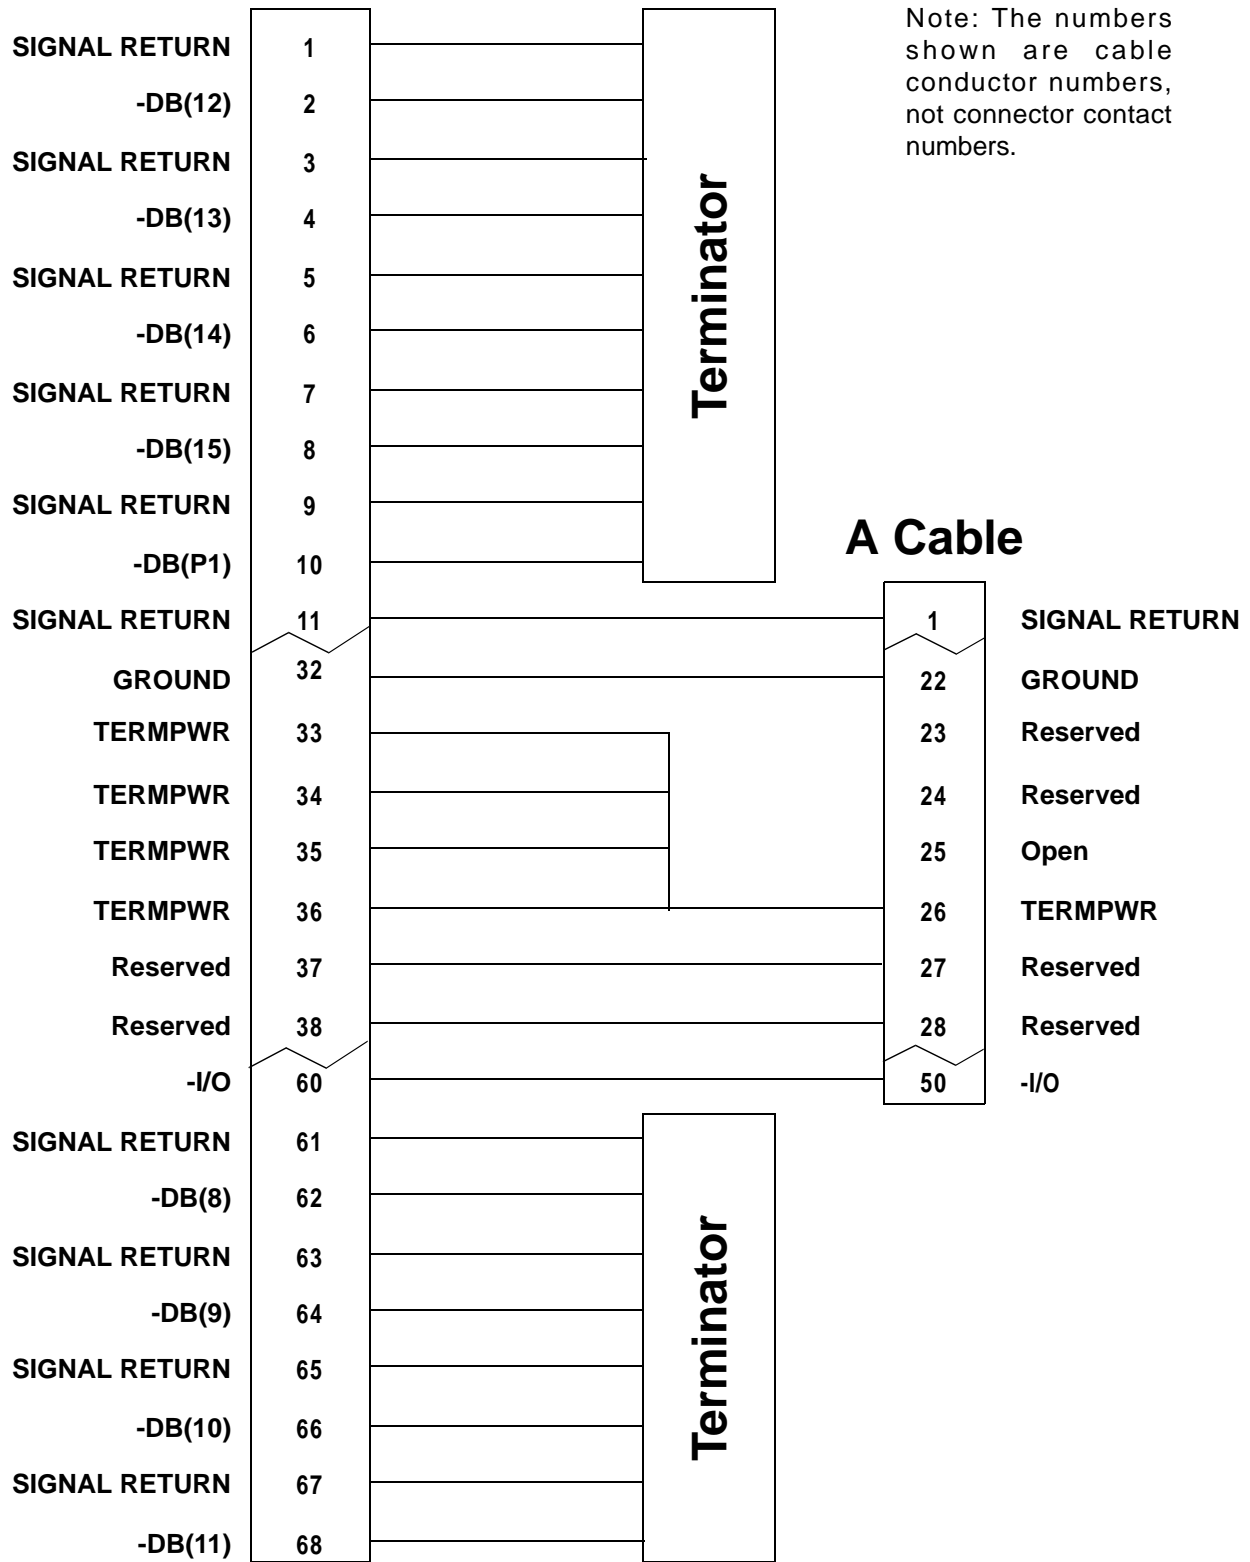 Note: The numbers
shown are cable
conductor numbers,
not connector contact
numbers.
SIGNAL RETURN 1
-DB(12) 2
SIGNAL RETURN 3
-DB(13) 4
SIGNAL RETURN 5
-DB(14) 6
SIGNAL RETURN 7
-DB(15) 8
SIGNAL RETURN 9
-DB(P1) 10
Terminator
A Cable
SIGNAL RETURN 11 1 SIGNAL RETURN
GROUND 32 22 GROUND
TERMPWR 33 23 Reserved
TERMPWR 34 24 Reserved
TERMPWR 35 25 Open
TERMPWR 36 26 TERMPWR
Reserved 37 27 Reserved
Reserved 38 28 Reserved
-I/O 60 50 -I/O
SIGNAL RETURN 61
-DB(8) 62
SIGNAL RETURN 63
-DB(9) 64
SIGNAL RETURN 65
-DB(10) 66
SIGNAL RETURN 67
-DB(11) 68
Terminator